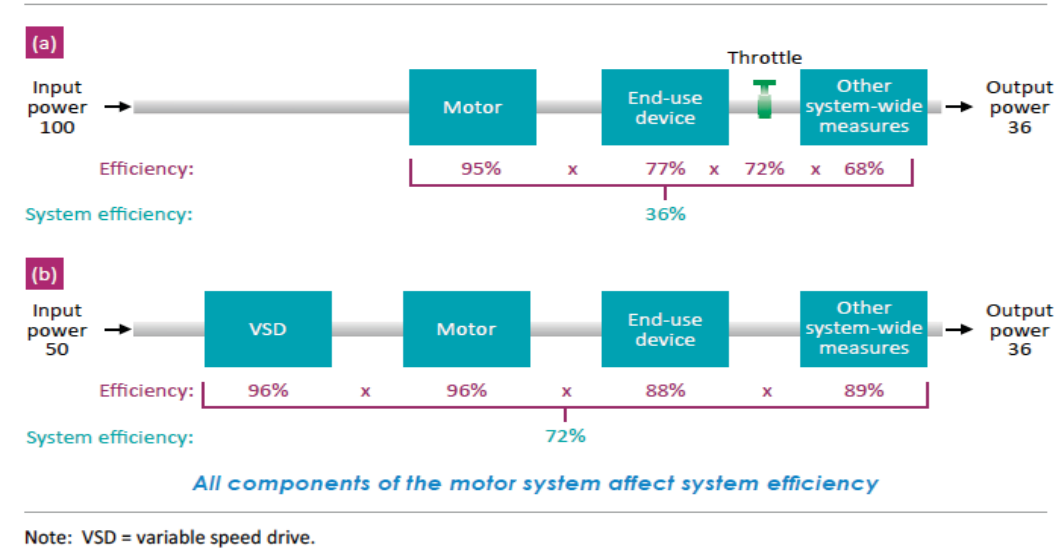 (a)
Throttle
Input power 100
Motor
End-use device
Other system-wide measures
Output power 36
Efficiency: 95% x 77% x 72% x 68%
System efficiency: 36%
(b)
Input power 50
VSD
Motor
End-use device
Other system-wide measures
Output power 36
Efficiency: 96% x 96% x 88% x 89%
System efficiency: 72%
All components of the motor system affect system efficiency
Note: VSD = variable speed drive.